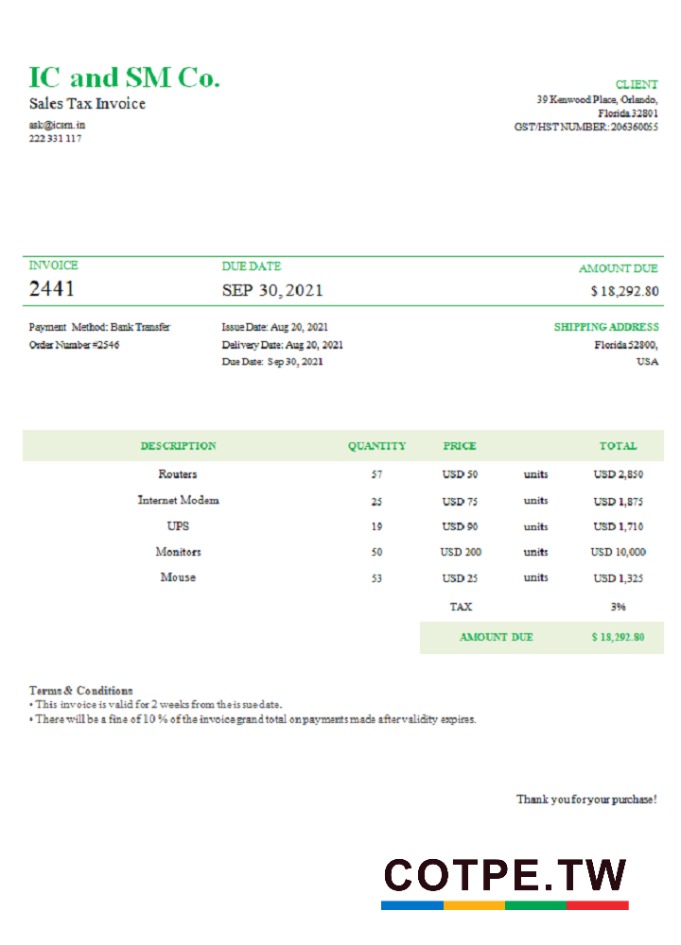 IC and SM Co.
Sales Tax Invoice
ask@icsm.in
222 331 117
CLIENT
39 Kenwood Place, Orlando,
Florida 32801
GST/HST NUMBER: 206360055
INVOICE DUE DATE AMOUNT DUE
2441 SEP 30, 2021 $ 18,292.80
Payment Method: Bank Transfer
Order Number #2546
Issue Date: Aug 20, 2021
Delivery Date: Aug 20, 2021
Due Date: Sep 30, 2021
SHIPPING ADDRESS
Florida 52800,
USA
DESCRIPTION QUANTITY PRICE TOTAL
Routers 57 USD 50 units USD 2,850
Internet Modem 25 USD 75 units USD 1,875
UPS 19 USD 90 units USD 1,710
Monitors 50 USD 200 units USD 10,000
Mouse 53 USD 25 units USD 1,325
TAX 3%
AMOUNT DUE $ 18,292.80
Terms & Conditions
• This invoice is valid for 2 weeks from the issue date.
• There will be a fine of 10 % of the invoice grand total on payments made after validity expires.
Thank you for your purchase!
COTPE.TW